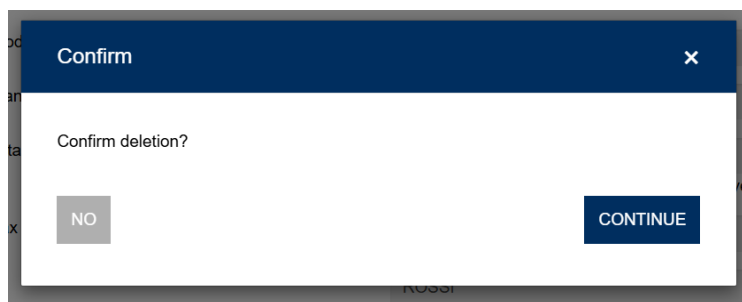 Confirm
×
Confirm deletion?
NO
CONTINUE
ROSSI